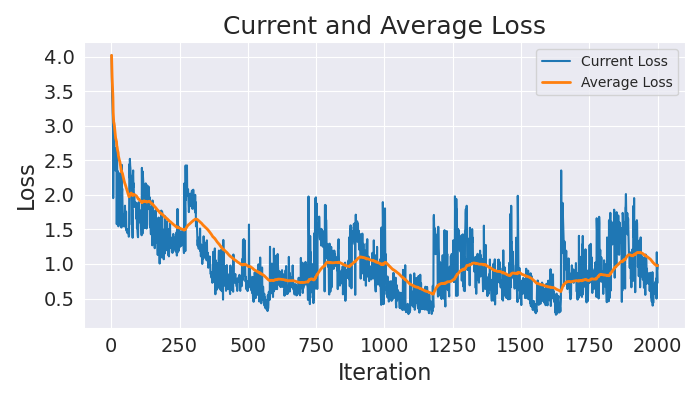 Current and Average Loss
Current Loss
Average Loss
4.0
3.5
3.0
2.5
2.0
1.5
1.0
0.5
Loss
0 250 500 750 1000 1250 1500 1750 2000
Iteration